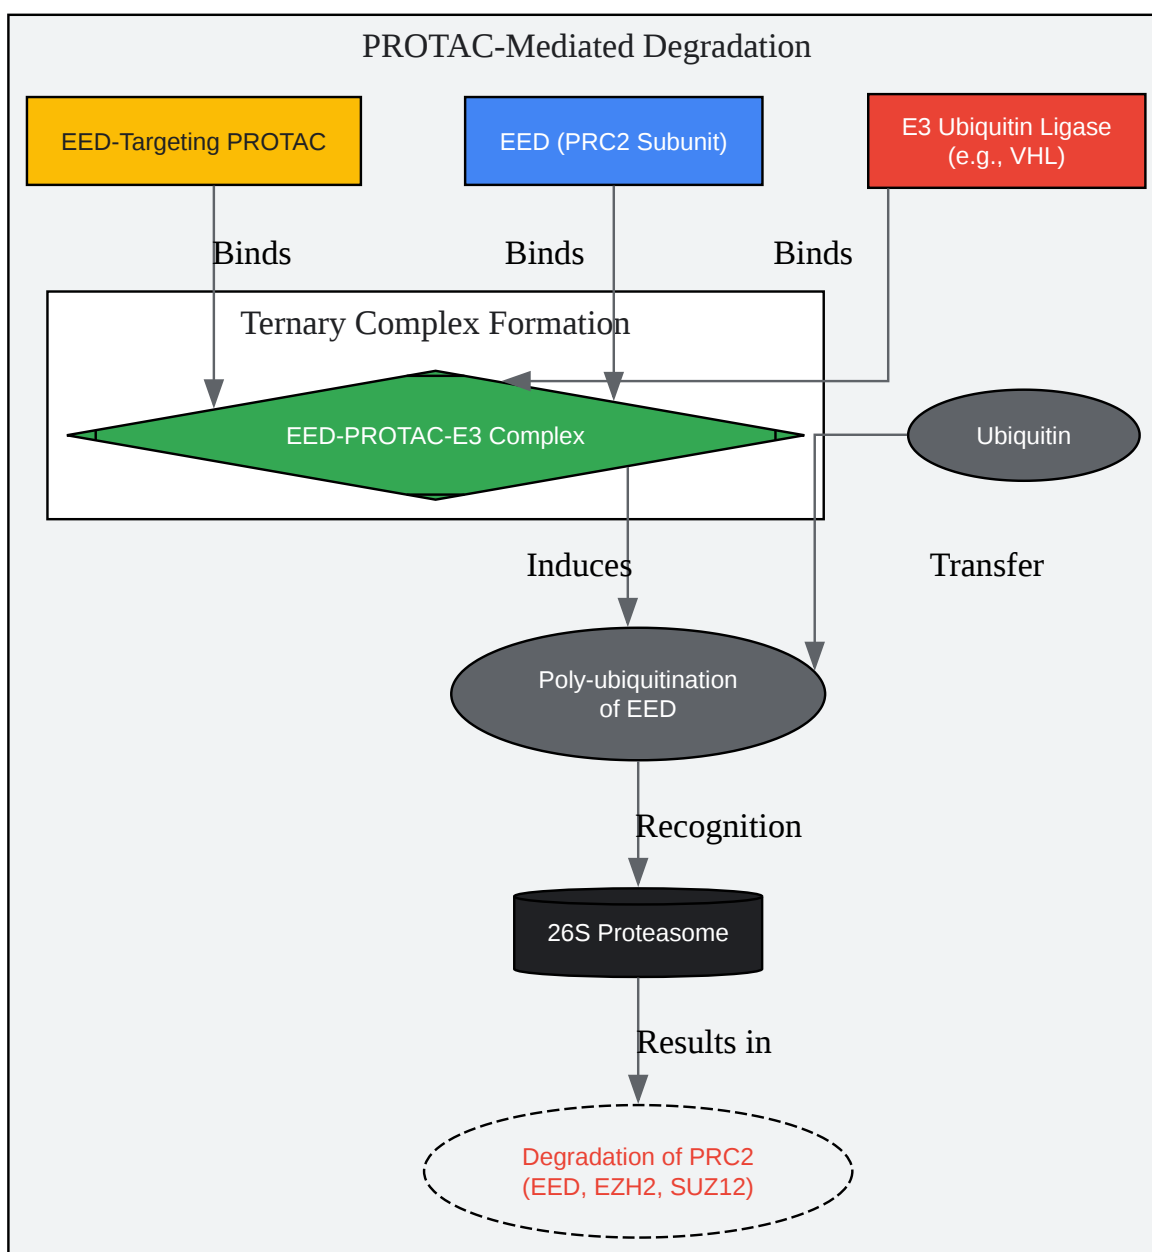 PROTAC-Mediated Degradation
EED-Targeting PROTAC
EED (PRC2 Subunit)
E3 Ubiquitin Ligase
(e.g., VHL)
Binds
Binds
Binds
Ternary Complex Formation
EED-PROTAC-E3 Complex
Ubiquitin
Induces
Transfer
Poly-ubiquitination
of EED
Recognition
26S Proteasome
Results in
Degradation of PRC2
(EED, EZH2, SUZ12)